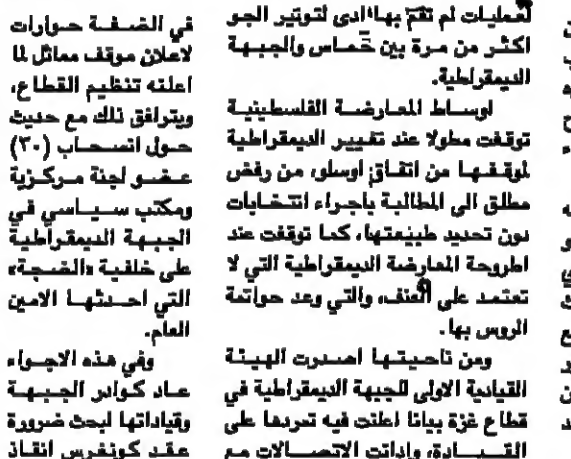 لعمليات لم تقم بها، ادى لتوتير الجو
اكثر من مرة بين حماس والجبهة
الديمقراطية.
اوساط المعارضة الفلسطينية
توقفت مطولا عند تغيير الديمقراطية
لموقفها من اتفاق اوسلو، من رفض
مطلق الى المطالبة باجراء انتخابات
دون تحديد طبيعتها، كما توقفت عند
اطروحة المعارضة الديمقراطية التي لا
تعتمد على العنف، والتي وعد حواتمة
الروس بها.
ومن ناحيتها اصدرت الهيئة
القيادية الاولى للجبهة الديمقراطية في
قطاع غزة بيانا اعلنت فيه تمردها على
القيادة، وادانت الاتصالات مع
في الضفة حوارات
لاعلان موقف مماثل لما
اعلنه تنظيم القطاع،
ويترافق ذلك مع حديث
حول انسحاب (٣٠)
عضو لجنة مركزية
ومكتب سياسي في
الجبهة الديمقراطية
على خلفية «الضجة»
التي احدثها الامين
العام.
وفي هذه الاجواء
عاد كوادر الجبهة
وقياداتها لبحث ضرورة
عقد كونفرس انقاذ